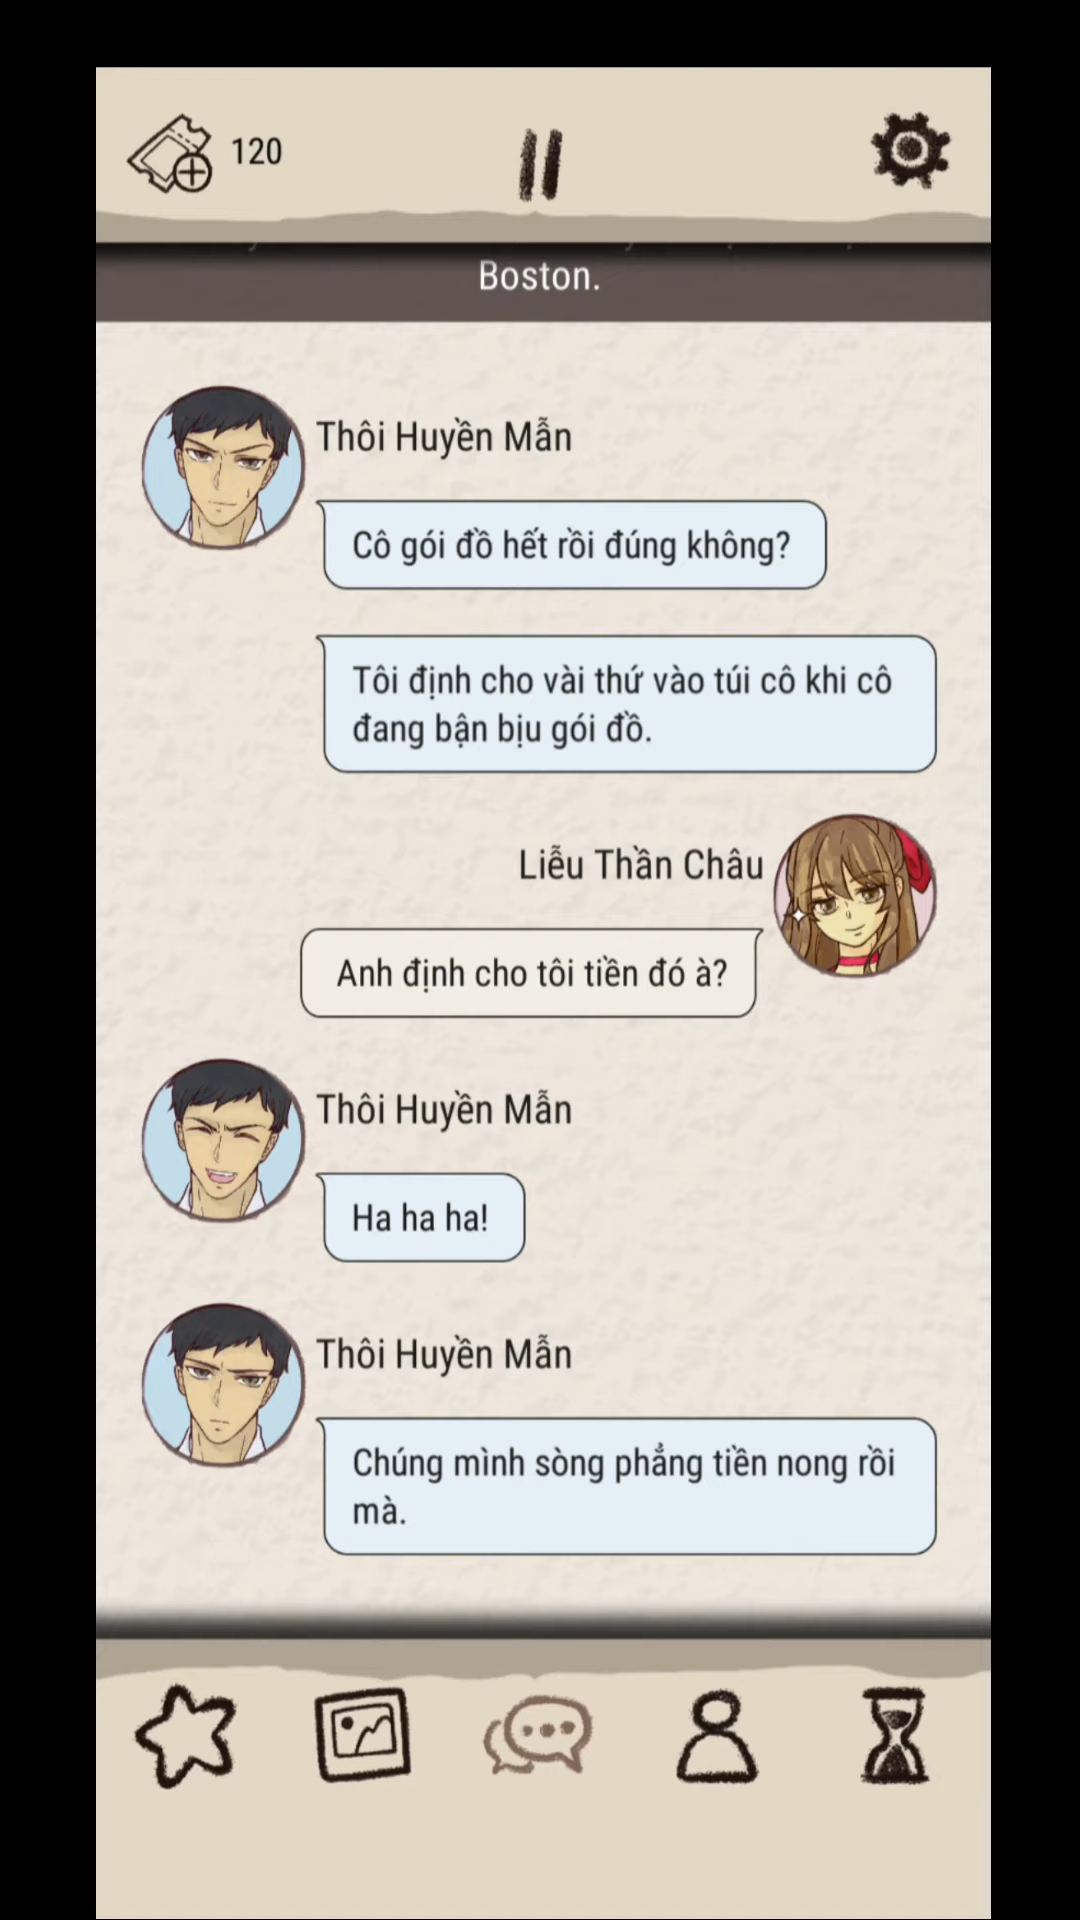 120
Boston.
Thôi Huyền Mẫn
Cô gói đồ hết rồi đúng không?
Tôi định cho vài thứ vào túi cô khi cô
đang bận bịu gói đồ.
Liễu Thần Châu
Anh định cho tôi tiền đó à?
Thôi Huyền Mẫn
Ha ha ha!
Thôi Huyền Mẫn
Chúng mình sòng phẳng tiền nong rồi
mà.